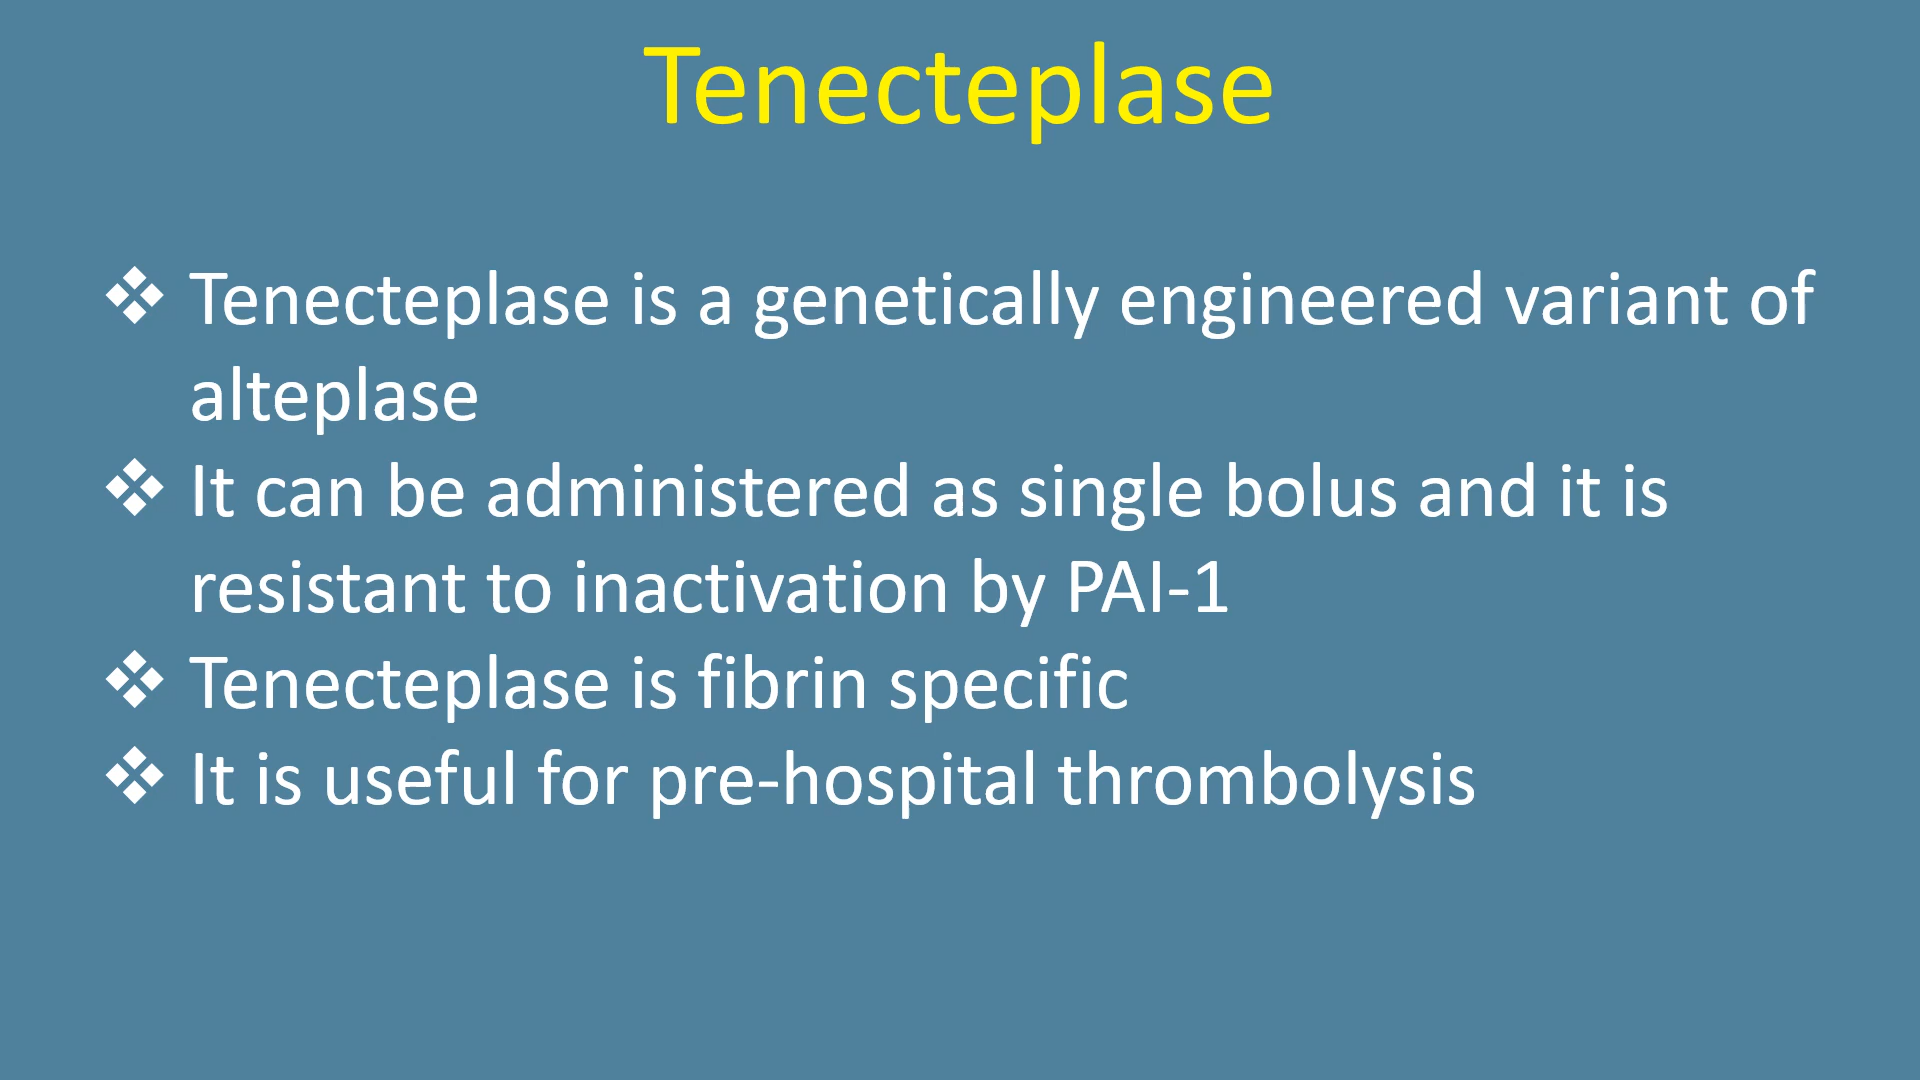 Tenecteplase
❖ Tenecteplase is a genetically engineered variant of
alteplase
❖ It can be administered as single bolus and it is
resistant to inactivation by PAI-1
❖ Tenecteplase is fibrin specific
❖ It is useful for pre-hospital thrombolysis